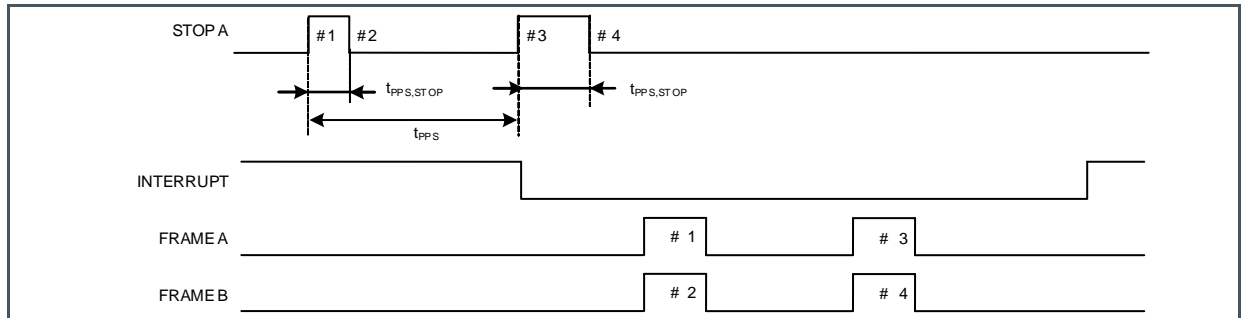 STOP A
#1 #2 #3 # 4
tPPS,STOP tPPS,STOP
tPPS
INTERRUPT
FRAME A
# 1 # 3
FRAME B
# 2 # 4